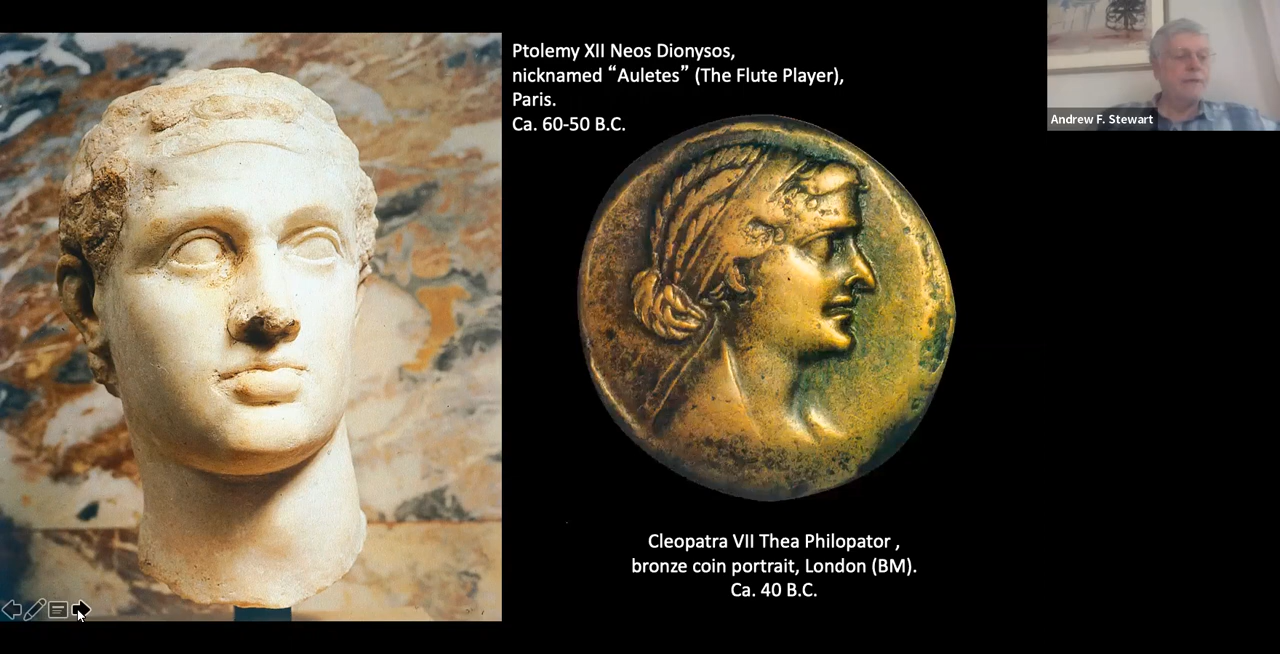 Ptolemy XII Neos Dionysos,
nicknamed “Auletes” (The Flute Player),
Paris.
Ca. 60-50 B.C.
Andrew F. Stewart
Cleopatra VII Thea Philopator ,
bronze coin portrait, London (BM).
Ca. 40 B.C.